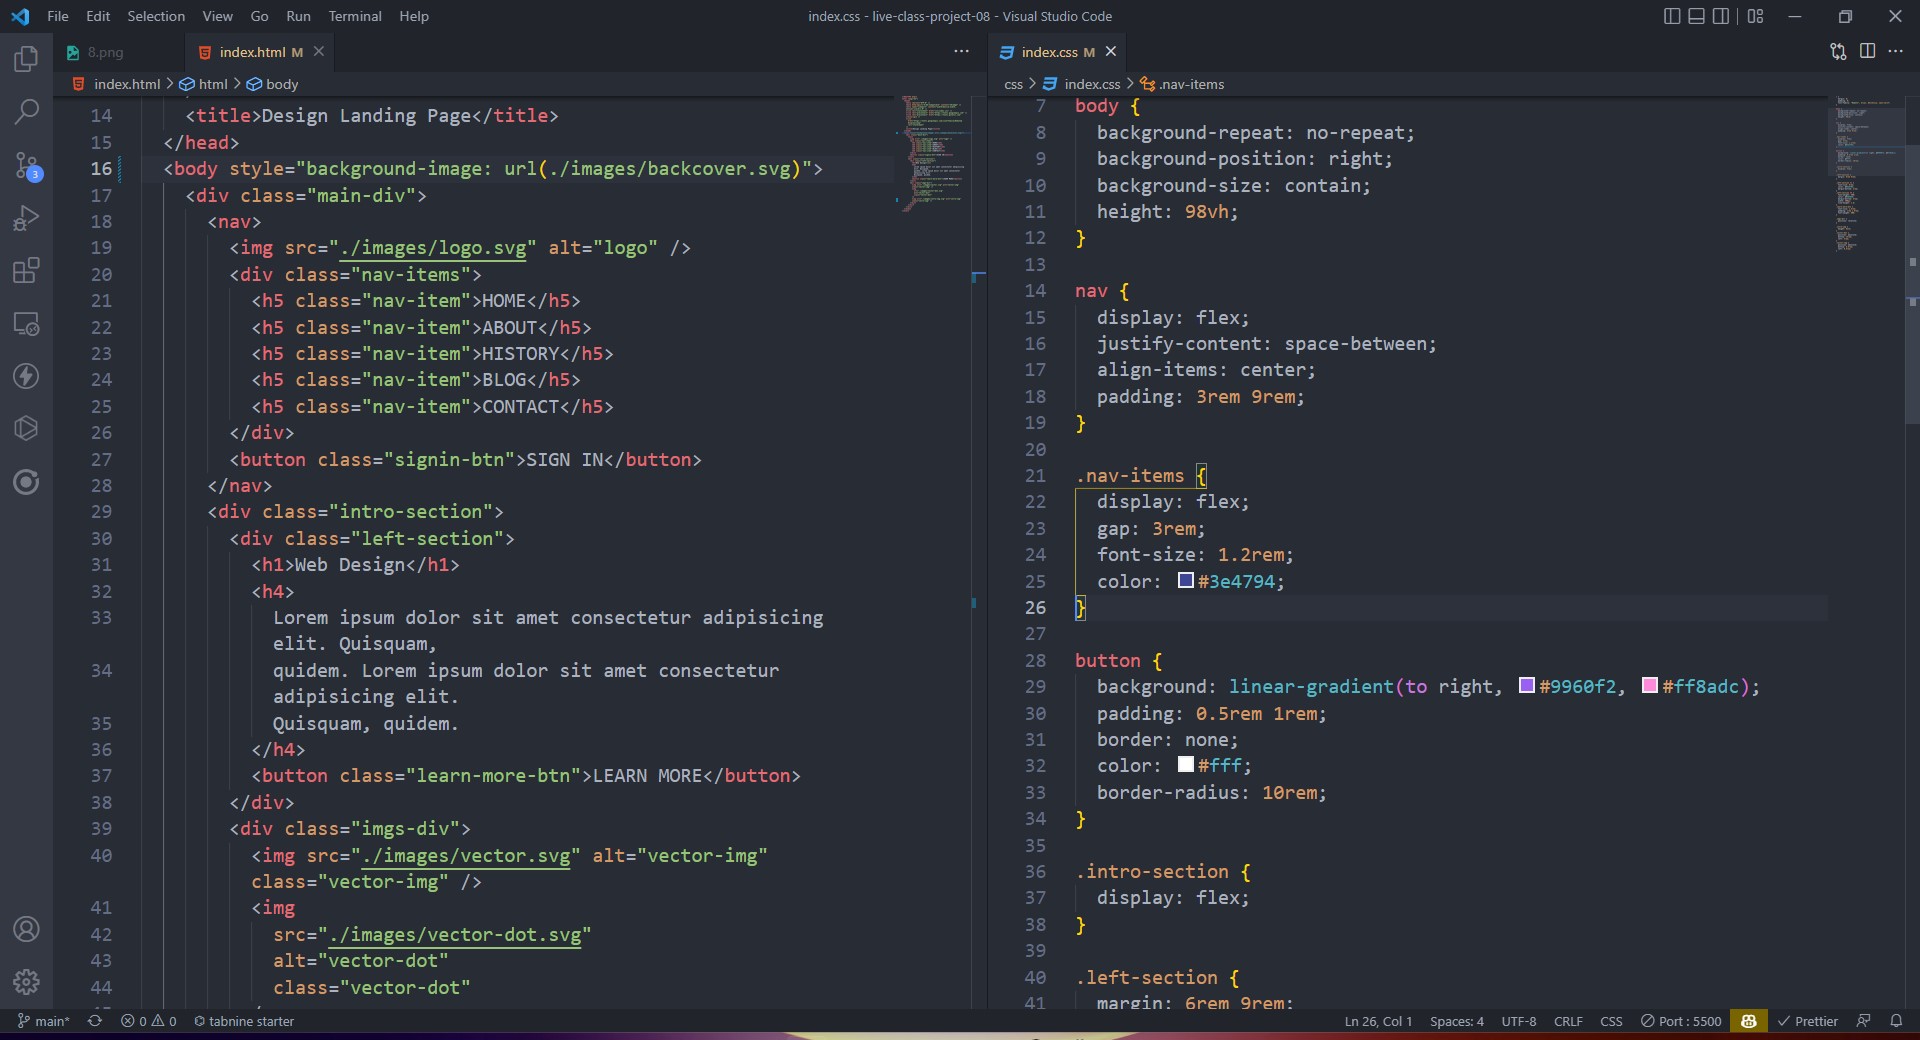 File Edit Selection View Go Run Terminal Help
index.css - live-class-project-08 - Visual Studio Code
8.png
index.html M
index.html > html > body
14 <title>Design Landing Page</title>
15 </head>
16 <body style="background-image: url(./images/backcover.svg)">
17 <div class="main-div">
18 <nav>
19 <img src="./images/logo.svg" alt="logo" />
20 <div class="nav-items">
21 <h5 class="nav-item">HOME</h5>
22 <h5 class="nav-item">ABOUT</h5>
23 <h5 class="nav-item">HISTORY</h5>
24 <h5 class="nav-item">BLOG</h5>
25 <h5 class="nav-item">CONTACT</h5>
26 </div>
27 <button class="signin-btn">SIGN IN</button>
28 </nav>
29 <div class="intro-section">
30 <div class="left-section">
31 <h1>Web Design</h1>
32 <h4>
33 Lorem ipsum dolor sit amet consectetur adipisicing
elit. Quisquam,
34 quidem. Lorem ipsum dolor sit amet consectetur
adipisicing elit.
35 Quisquam, quidem.
36 </h4>
37 <button class="learn-more-btn">LEARN MORE</button>
38 </div>
39 <div class="imgs-div">
40 <img src="./images/vector.svg" alt="vector-img"
class="vector-img" />
41 <img
42 src="./images/vector-dot.svg"
43 alt="vector-dot"
44 class="vector-dot"
index.css M
css > index.css > .nav-items
7 body {
8 background-repeat: no-repeat;
9 background-position: right;
10 background-size: contain;
11 height: 98vh;
12 }
13
14 nav {
15 display: flex;
16 justify-content: space-between;
17 align-items: center;
18 padding: 3rem 9rem;
19 }
20
21 .nav-items {
22 display: flex;
23 gap: 3rem;
24 font-size: 1.2rem;
25 color: #3e4794;
26 }
27
28 button {
29 background: linear-gradient(to right, #9960f2, #ff8adc);
30 padding: 0.5rem 1rem;
31 border: none;
32 color: #fff;
33 border-radius: 10rem;
34 }
35
36 .intro-section {
37 display: flex;
38 }
39
40 .left-section {
41 margin: 6rem 9rem;
3
main* 0 0 tabnine starter
Ln 26, Col 1 Spaces: 4 UTF-8 CRLF CSS Port : 5500 Prettier